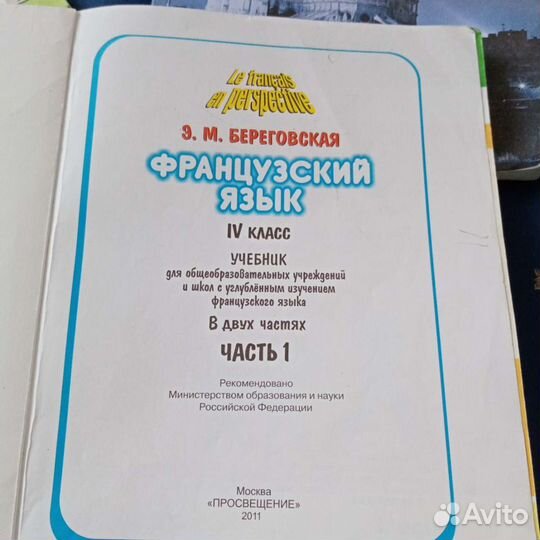 Le français
en perspective
Э. М. БЕРЕГОВСКАЯ
ФРАНЦУЗСКИЙ
ЯЗЫК
IV КЛАСС
УЧЕБНИК
для общеобразовательных учреждений
и школ с углублённым изучением
французского языка
В двух частях
ЧАСТЬ 1
Рекомендовано
Министерством образования и науки
Российской Федерации
Москва
«ПРОСВЕЩЕНИЕ»
2011
Avito